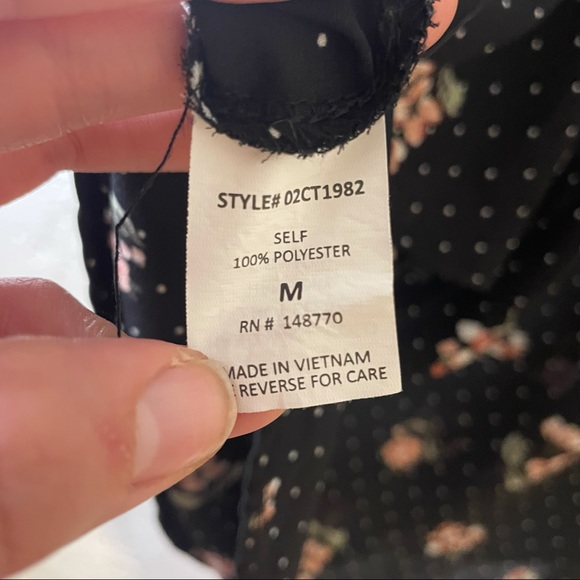 STYLE# 02CT1982
SELF
100% POLYESTER
M
RN # 148770
MADE IN VIETNAM
REVERSE FOR CARE